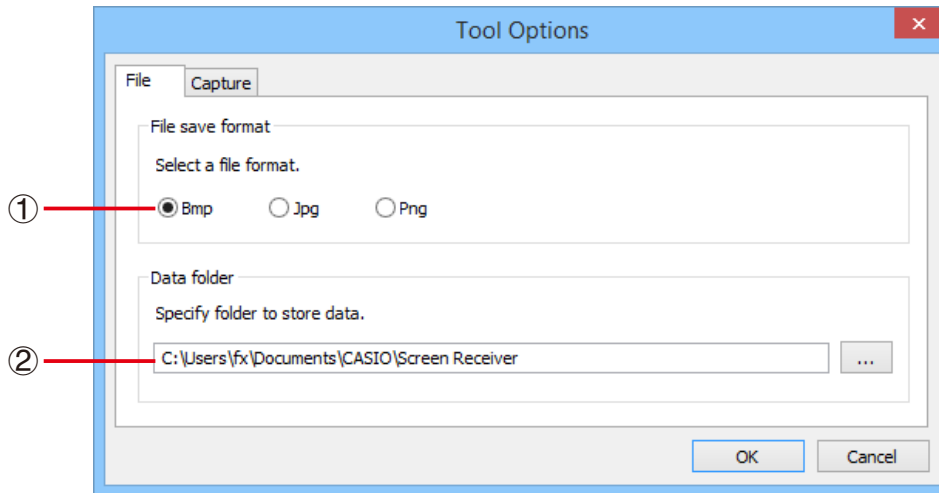 Tool Options
File Capture
File save format
Select a file format.
① Bmp Jpg Png
Data folder
Specify folder to store data.
② C:\Users\fx\Documents\CASIO\Screen Receiver ...
OK Cancel